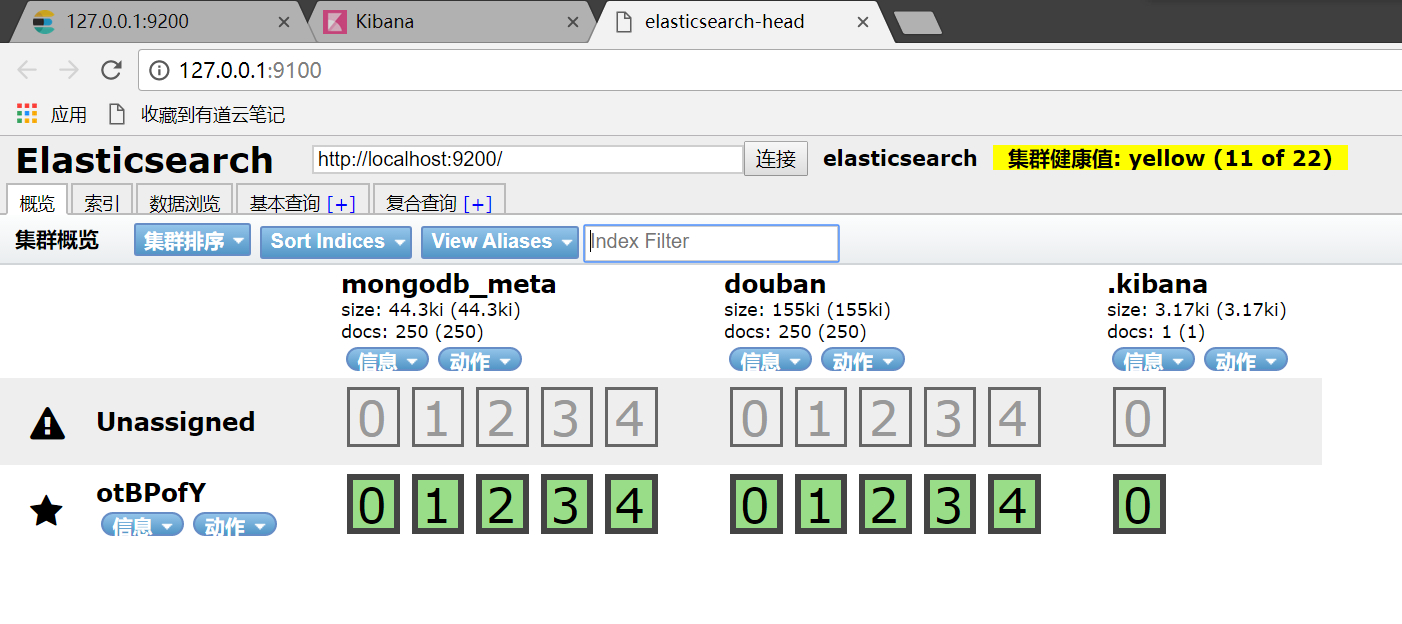 127.0.0.1:9200 Kibana elasticsearch-head
127.0.0.1:9100
应用 收藏到有道云笔记
Elasticsearch http://localhost:9200/ 连接 elasticsearch 集群健康值: yellow (11 of 22)
概览 索引 数据浏览 基本查询 [+] 复合查询 [+]
集群概览 集群排序 Sort Indices View Aliases Index Filter
mongodb_meta douban .kibana
size: 44.3ki (44.3ki) size: 155ki (155ki) size: 3.17ki (3.17ki)
docs: 250 (250) docs: 250 (250) docs: 1 (1)
信息 动作 信息 动作 信息 动作
Unassigned 0 1 2 3 4 0 1 2 3 4 0
otBPofY 0 1 2 3 4 0 1 2 3 4 0
信息 动作